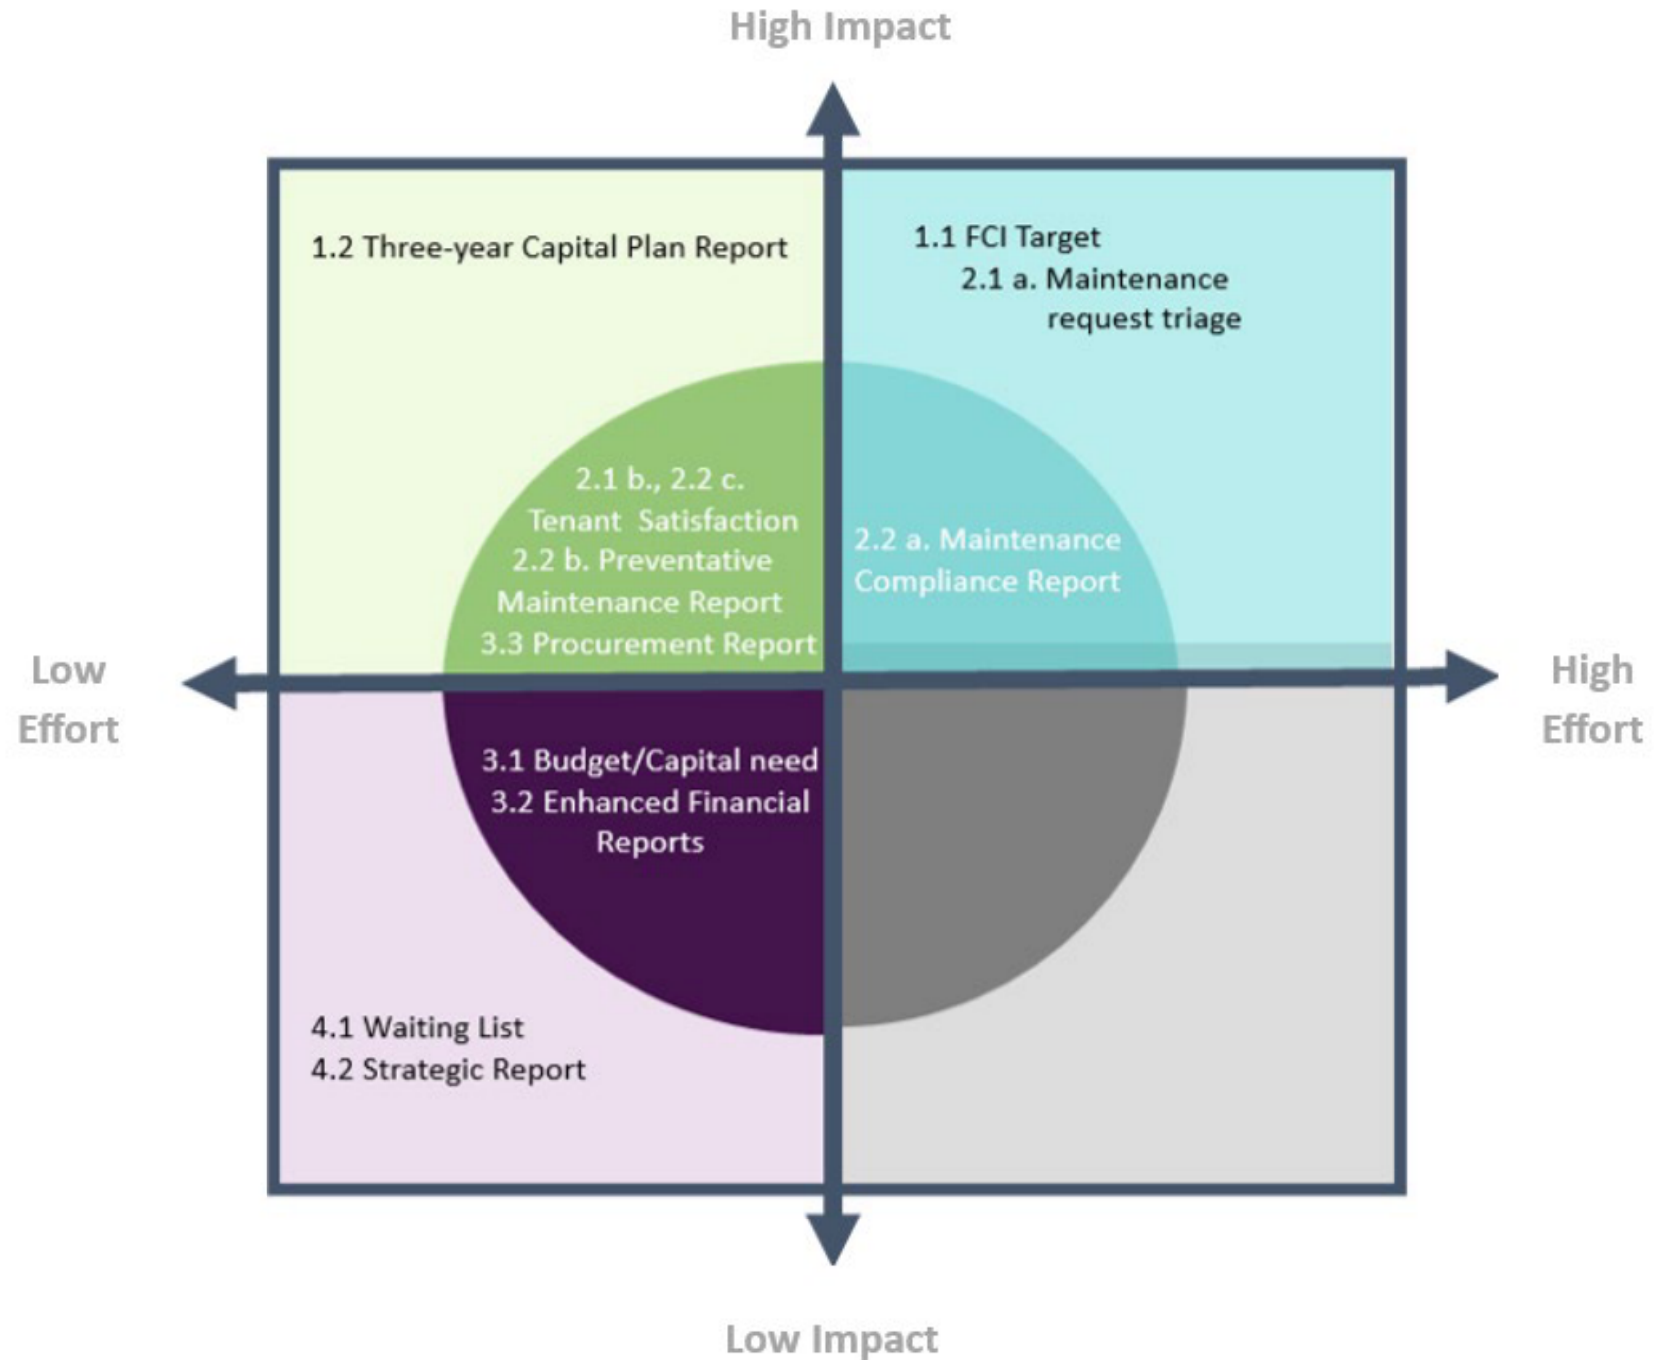 High Impact
1.2 Three-year Capital Plan Report
1.1 FCI Target
2.1 a. Maintenance
request triage
2.1 b., 2.2 c.
Tenant Satisfaction
2.2 b. Preventative
Maintenance Report
3.3 Procurement Report
2.2 a. Maintenance
Compliance Report
Low
Effort
High
Effort
3.1 Budget/Capital need
3.2 Enhanced Financial
Reports
4.1 Waiting List
4.2 Strategic Report
Low Impact